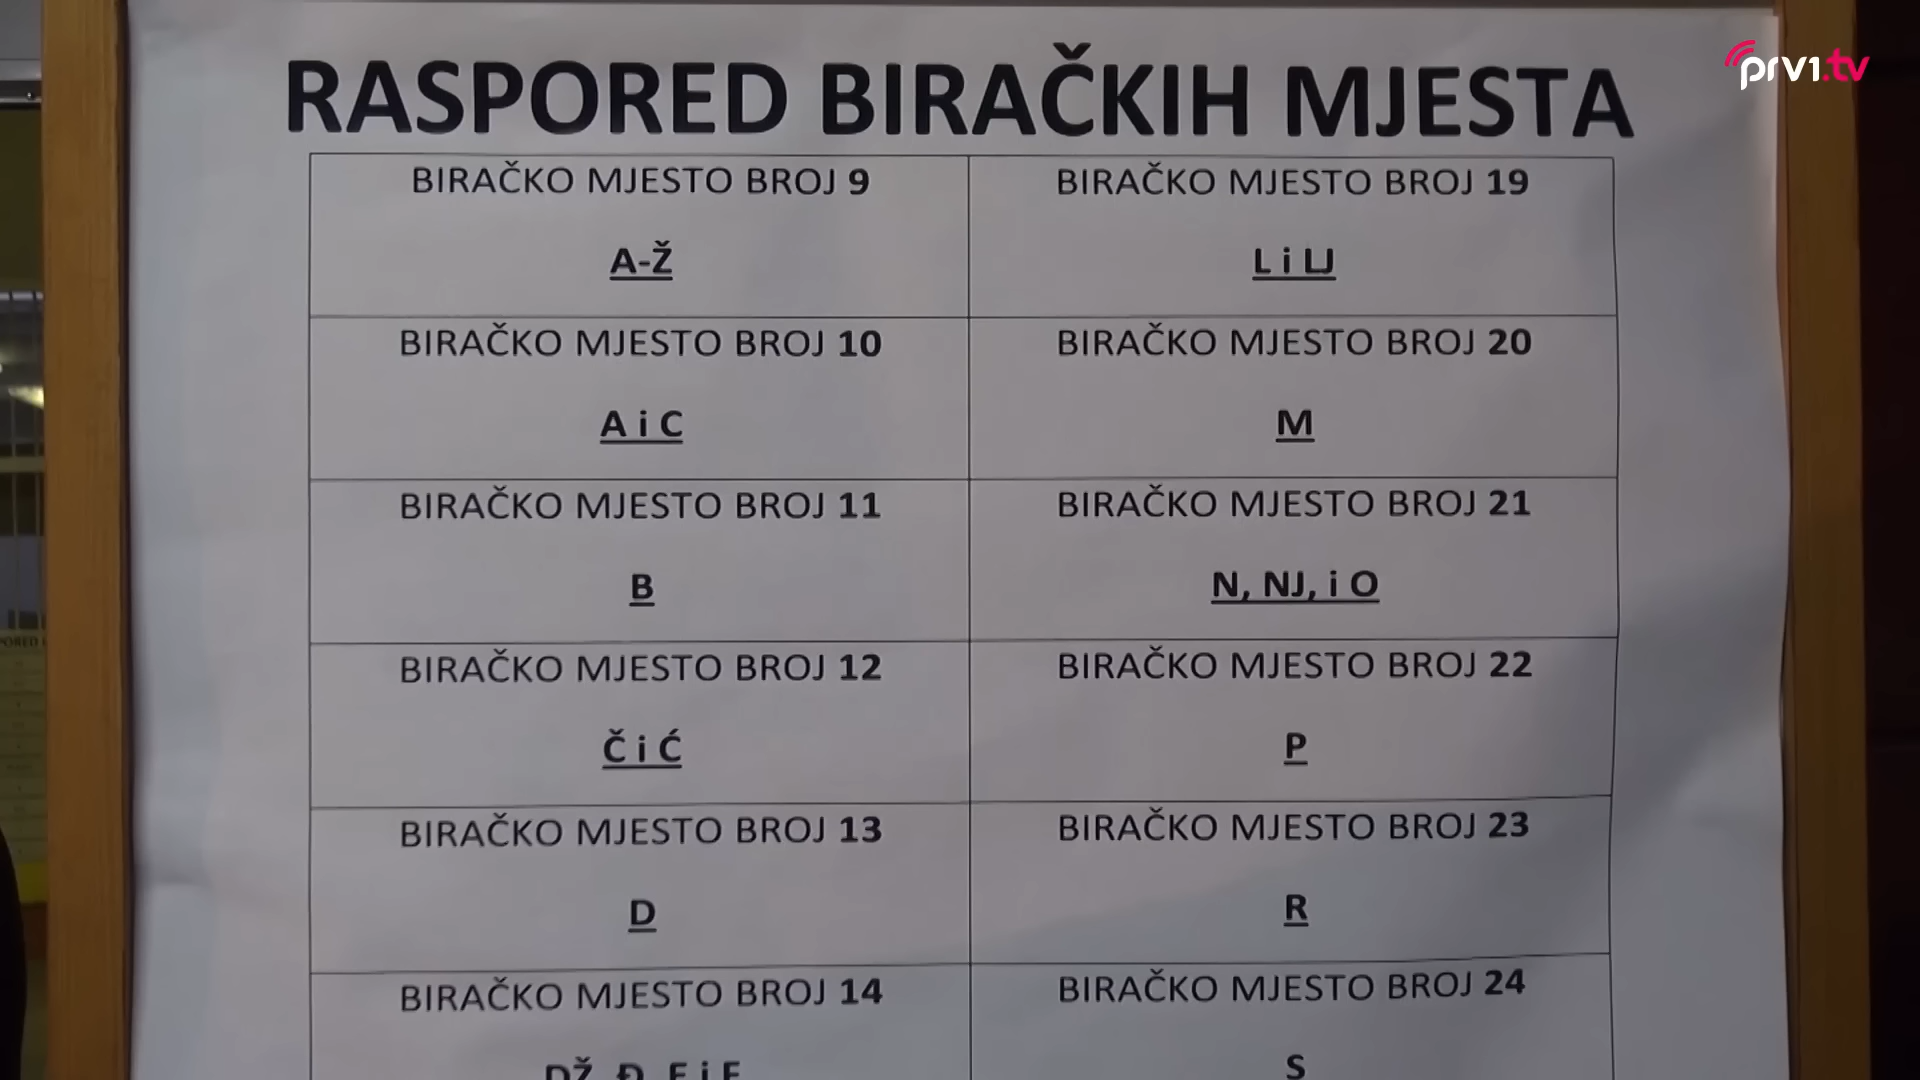 prv1.tv
RASPORED BIRAČKIH MJESTA
BIRAČKO MJESTO BROJ 9
A-Ž
BIRAČKO MJESTO BROJ 19
L i LJ
BIRAČKO MJESTO BROJ 10
A i C
BIRAČKO MJESTO BROJ 20
M
BIRAČKO MJESTO BROJ 11
B
BIRAČKO MJESTO BROJ 21
N, NJ, i O
BIRAČKO MJESTO BROJ 12
Č i Ć
BIRAČKO MJESTO BROJ 22
P
BIRAČKO MJESTO BROJ 13
D
BIRAČKO MJESTO BROJ 23
R
BIRAČKO MJESTO BROJ 14
DŽ, Đ,
BIRAČKO MJESTO BROJ 24
S